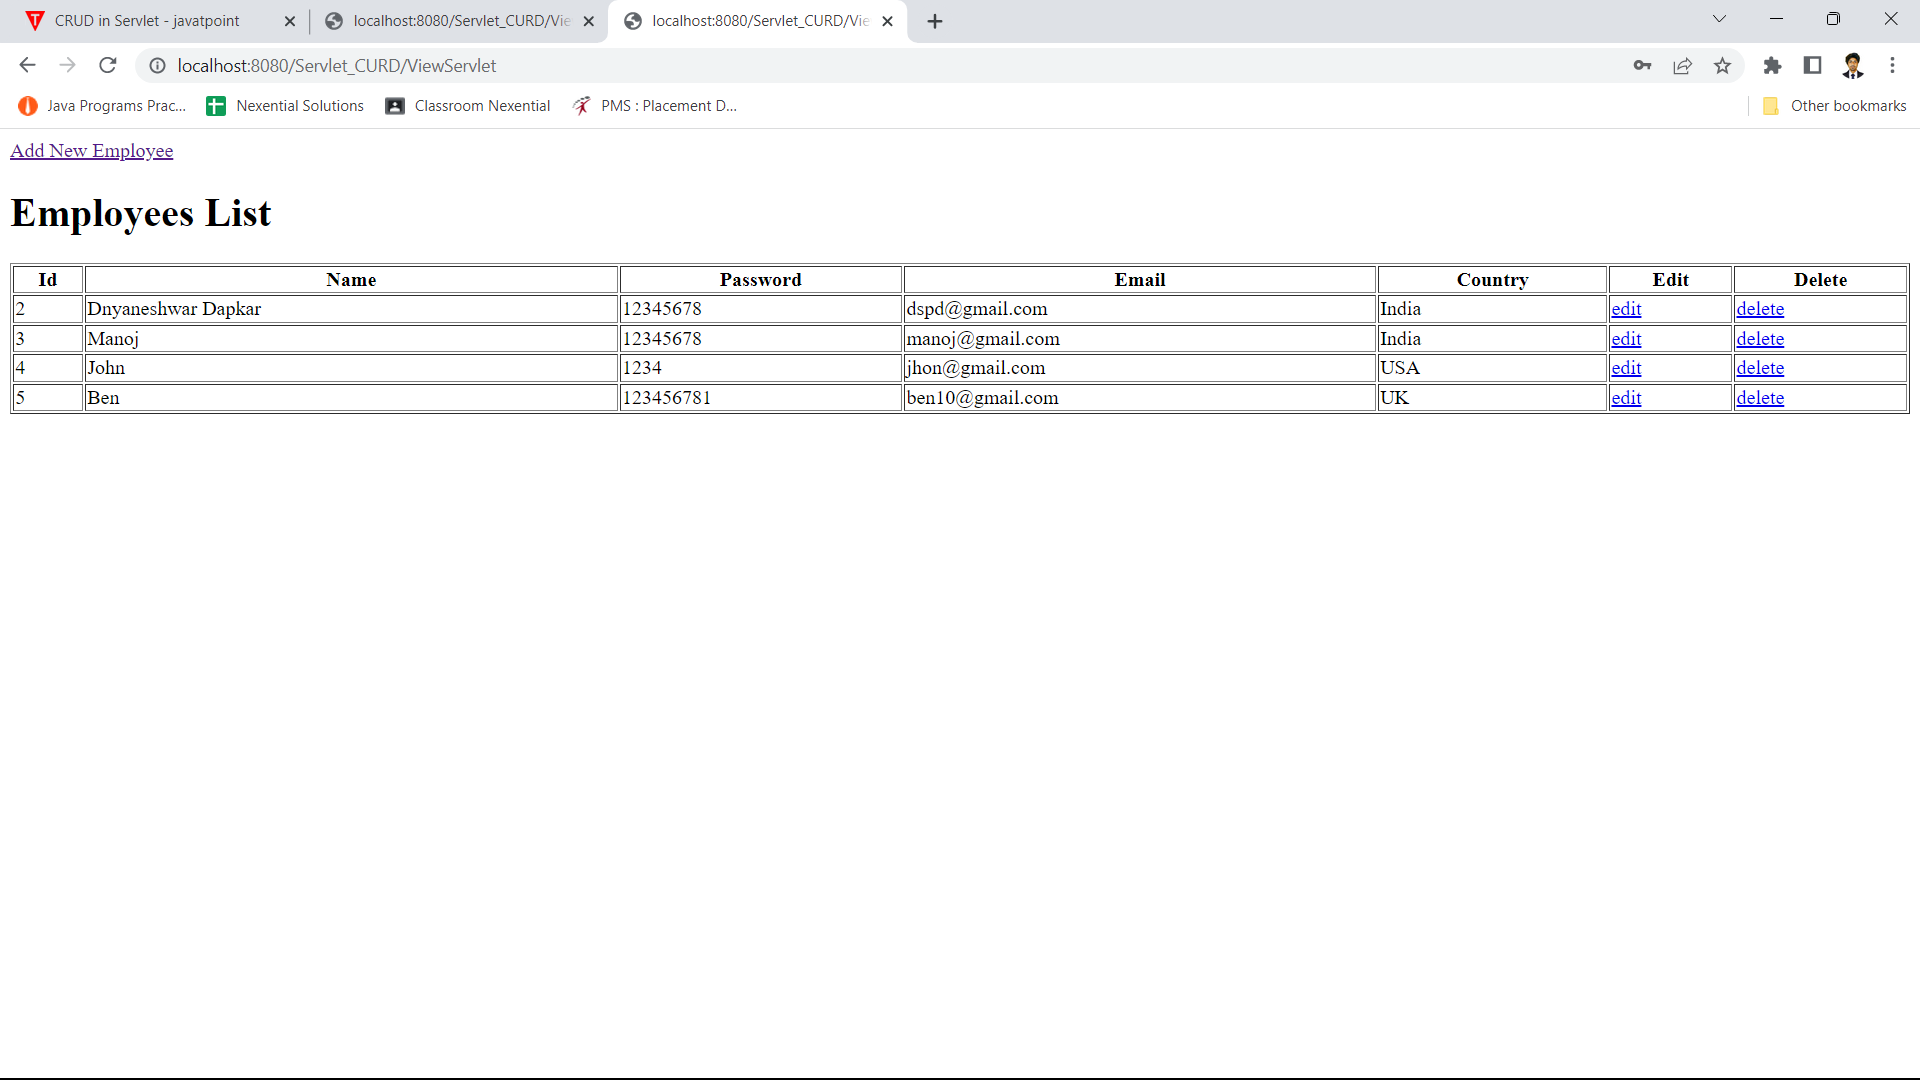 CRUD in Servlet - javatpoint localhost:8080/Servlet_CURD/Vie localhost:8080/Servlet_CURD/Vie
localhost:8080/Servlet_CURD/ViewServlet
Java Programs Prac... Nexential Solutions Classroom Nexential PMS : Placement D... Other bookmarks
Add New Employee
Employees List
Id Name Password Email Country Edit Delete
2 Dnyaneshwar Dapkar 12345678 dspd@gmail.com India edit delete
3 Manoj 12345678 manoj@gmail.com India edit delete
4 John 1234 jhon@gmail.com USA edit delete
5 Ben 123456781 ben10@gmail.com UK edit delete